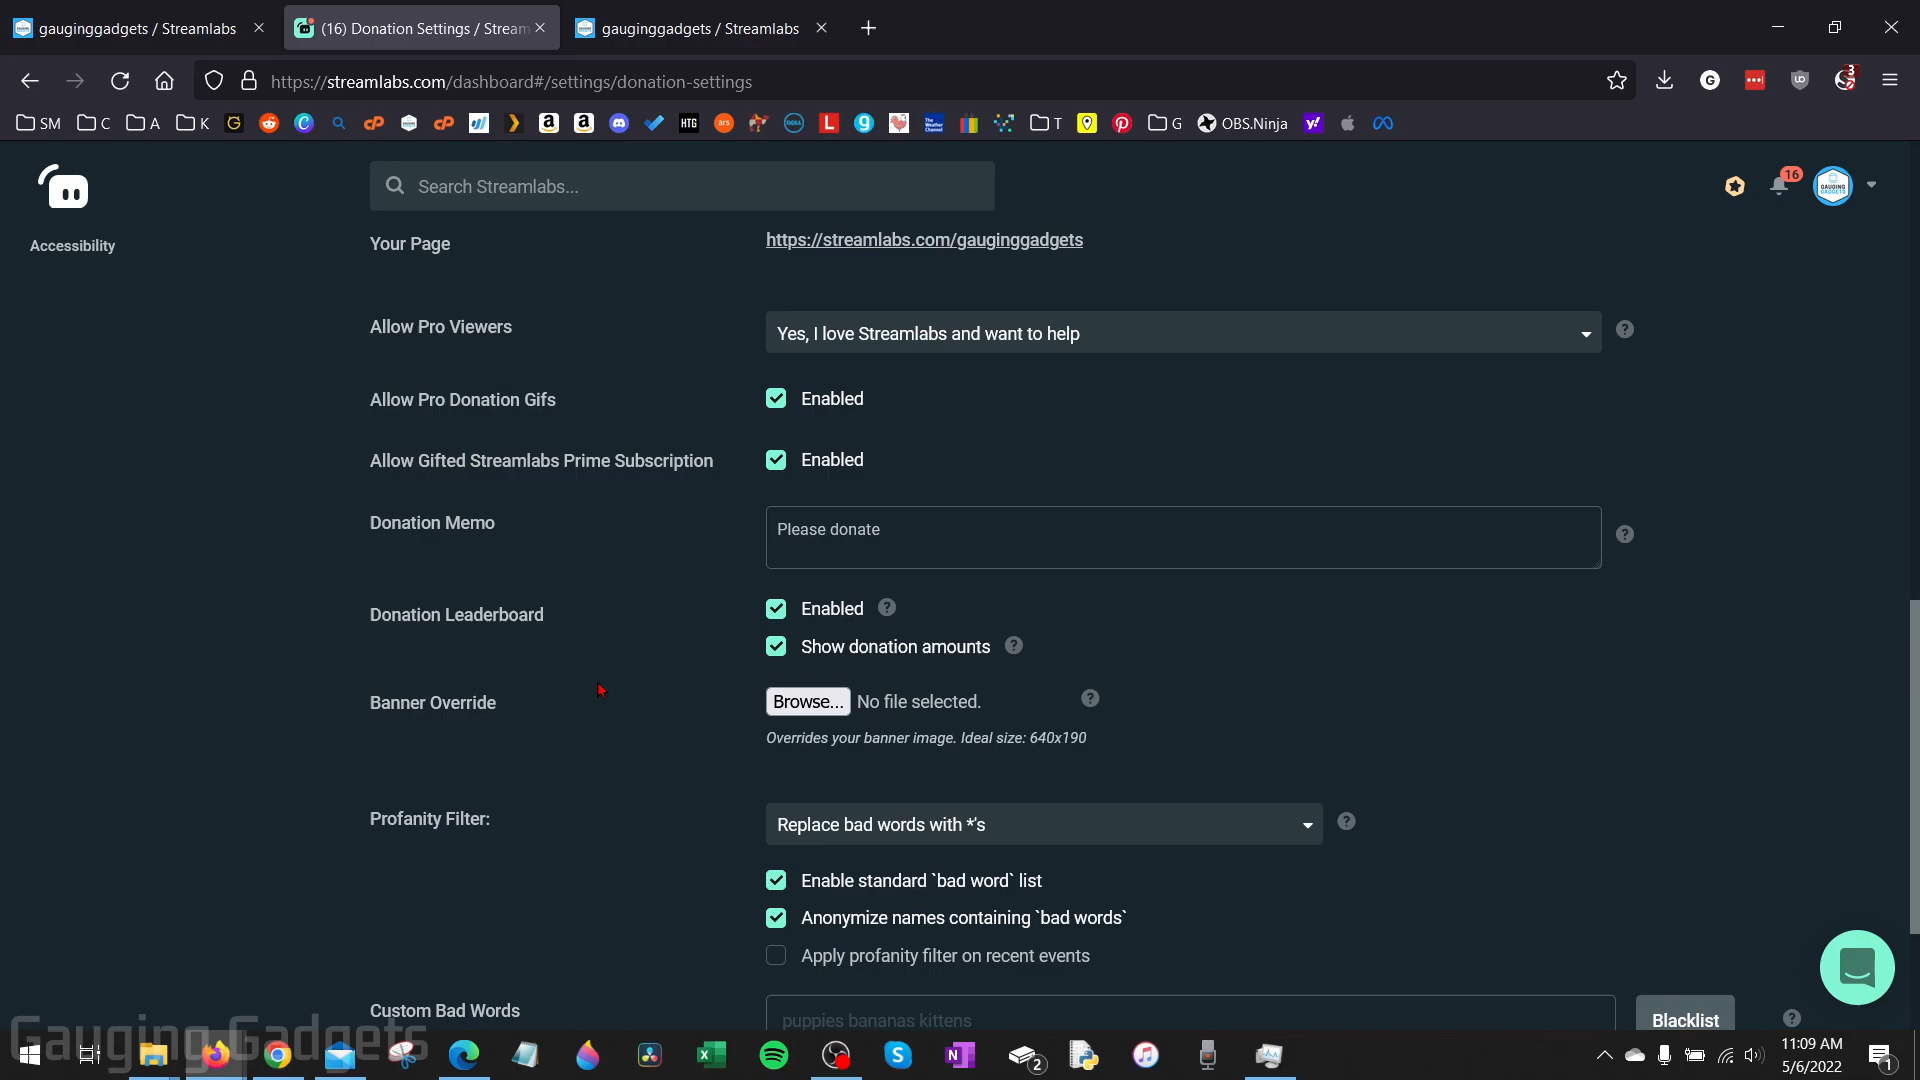 gauginggadgets / Streamlabs
(16) Donation Settings / Stream
gauginggadgets / Streamlabs
https://streamlabs.com/dashboard#/settings/donation-settings
3
SM
C
A
K
HTG
T
G
OBS.Ninja
Search Streamlabs...
16
Accessibility
Your Page
https://streamlabs.com/gauginggadgets
Allow Pro Viewers
Yes, I love Streamlabs and want to help
Allow Pro Donation Gifs
Enabled
Allow Gifted Streamlabs Prime Subscription
Enabled
Donation Memo
Please donate
Donation Leaderboard
Enabled
Show donation amounts
Banner Override
Browse... No file selected.
Overrides your banner image. Ideal size: 640x190
Profanity Filter:
Replace bad words with *'s
Enable standard `bad word` list
Anonymize names containing `bad words`
Apply profanity filter on recent events
Custom Bad Words
puppies bananas kittens
Blacklist
Gauging Gadgets
2
11:09 AM
5/6/2022
1